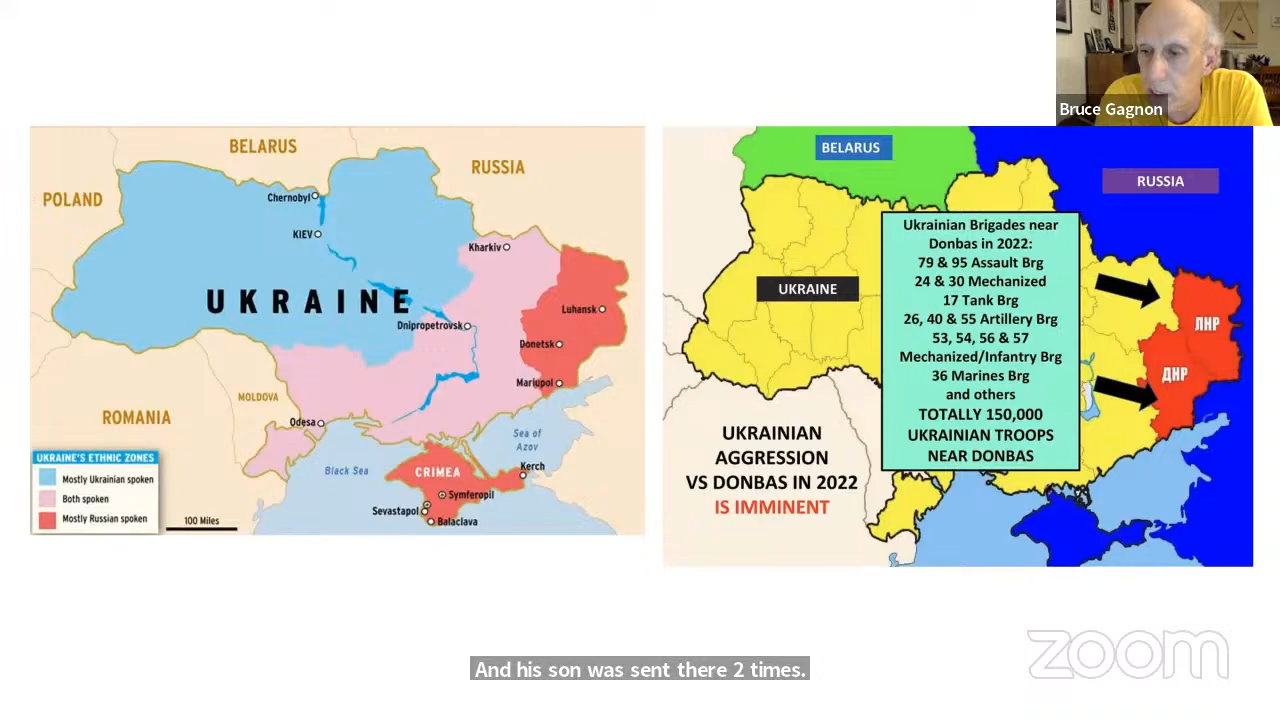 Bruce Gagnon
BELARUS
RUSSIA
POLAND
Chernobyl
KIEV
Kharkiv
UKRAINE
Luhansk
Dnipropetrovsk
Donetsk
Mariupol
MOLDOVA
ROMANIA
Odesa
Sea of
Azov
Black Sea
CRIMEA
Kerch
Symferopil
Sevastapol
Balaclava
UKRAINE'S ETHNIC ZONES
Mostly Ukrainian spoken
Both spoken
Mostly Russian spoken
100 Miles
BELARUS
RUSSIA
UKRAINE
Ukrainian Brigades near
Donbas in 2022:
79 & 95 Assault Brg
24 & 30 Mechanized
17 Tank Brg
26, 40 & 55 Artillery Brg
53, 54, 56 & 57
Mechanized/Infantry Brg
36 Marines Brg
and others
TOTALLY 150,000
UKRAINIAN TROOPS
NEAR DONBAS
ЛНР
ДНР
UKRAINIAN
AGGRESSION
VS DONBAS IN 2022
IS IMMINENT
zoom
And his son was sent there 2 times.